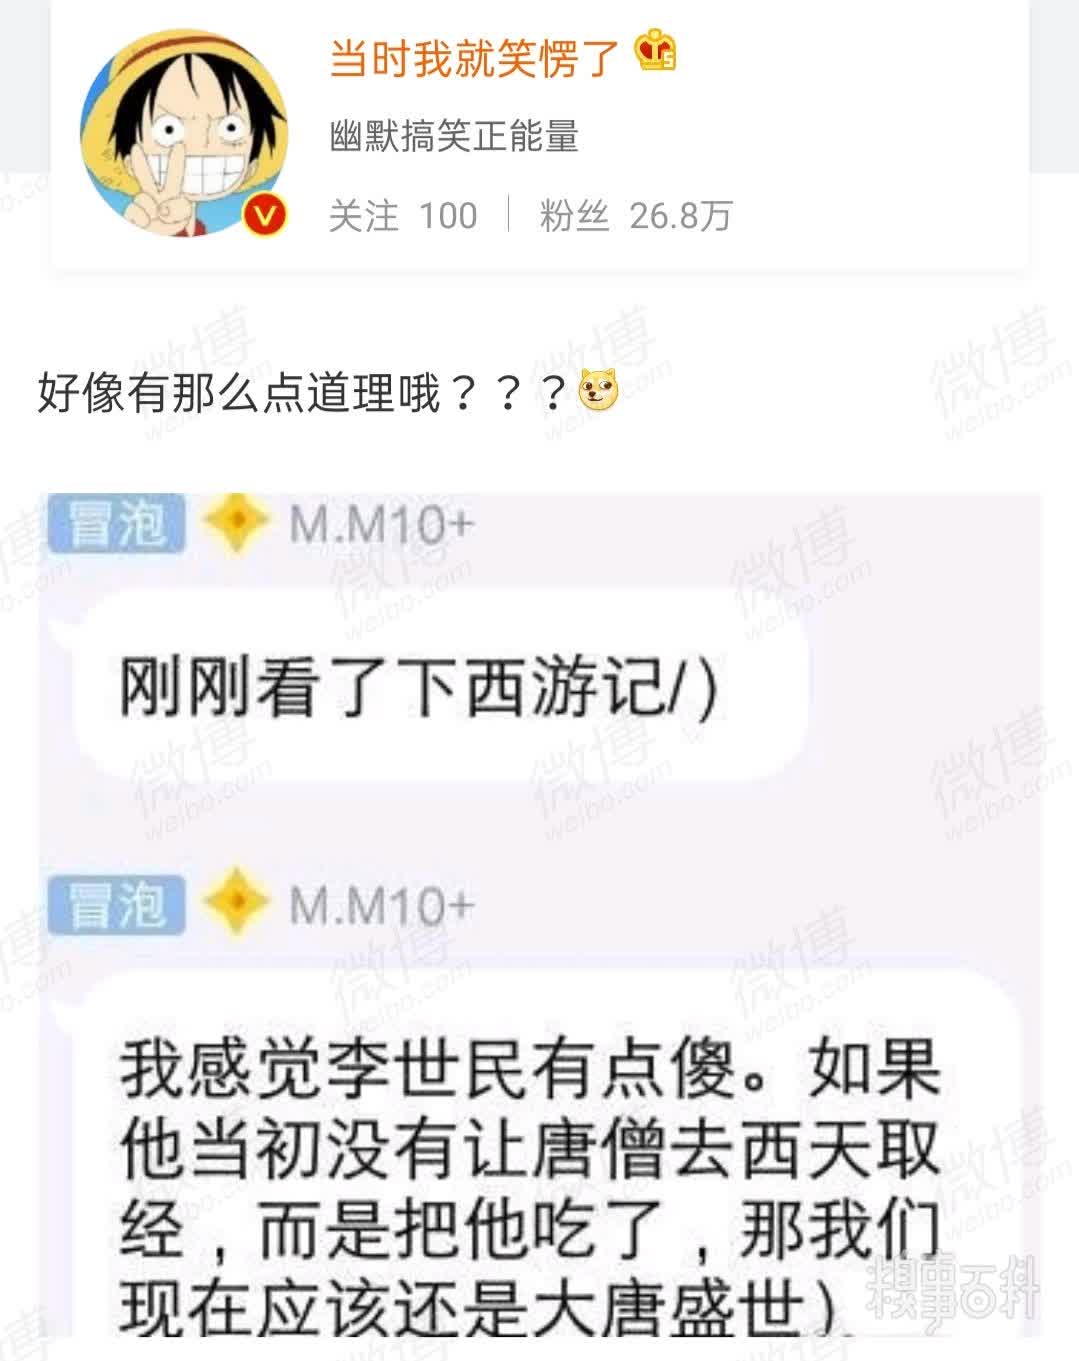 当时我就笑愣了
幽默搞笑正能量
关注 100 | 粉丝 26.8万
好像有那么点道理哦？？？
冒泡 M.M10+
刚刚看了下西游记/)
冒泡 M.M10+
我感觉李世民有点傻。如果
他当初没有让唐僧去西天取
经，而是把他吃了，那我们
现在应该还是大唐盛世)
糗事百科
微博
weibo.com